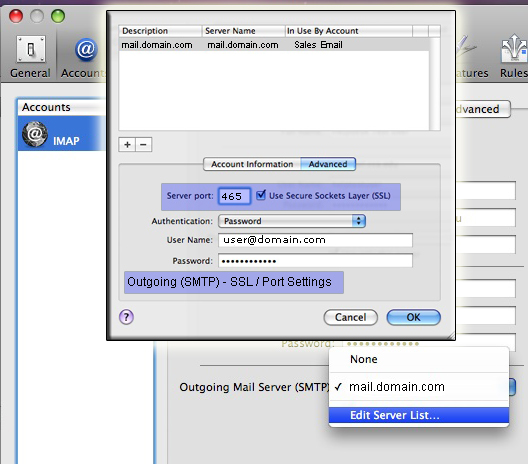 Description Server Name In Use By Account
mail.domain.com mail.domain.com Sales Email
General Accou atures Rules
Accounts
IMAP
dvanced
+ −
Account Information Advanced
Server port: 465 Use Secure Sockets Layer (SSL)
Authentication: Password
User Name: user@domain.com
Password: ••••••••••••
Outgoing (SMTP) - SSL / Port Settings
? Cancel OK
Password: ••••••••••••
None
Outgoing Mail Server (SMTP) ✓ mail.domain.com
Edit Server List...